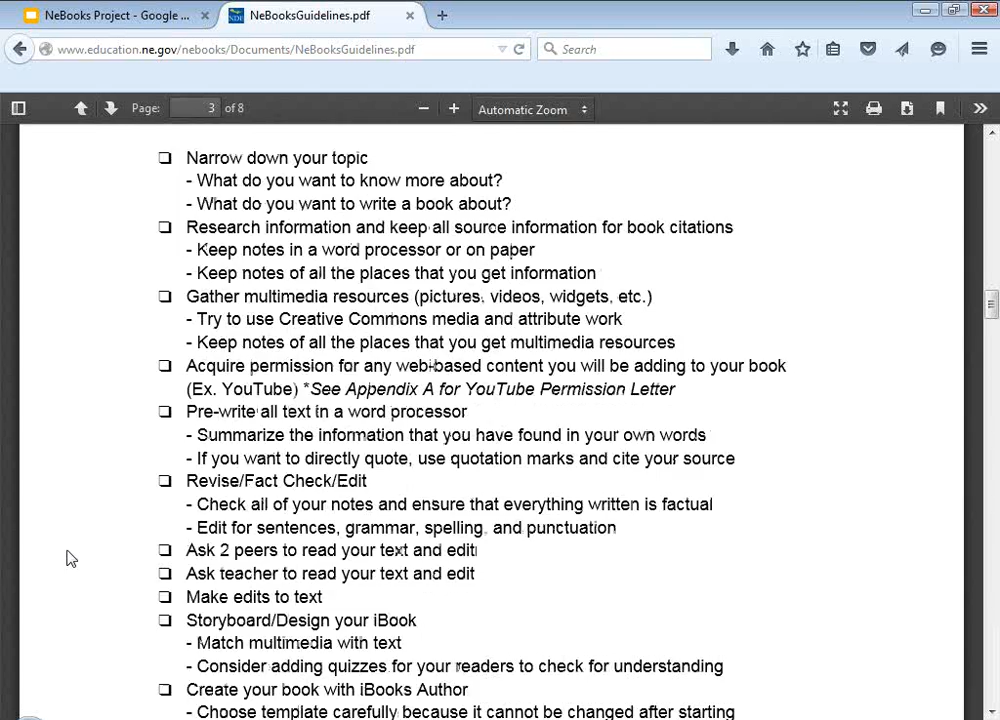 NeBooks Project - Google ...
NeBooksGuidelines.pdf
www.education.ne.gov/nebooks/Documents/NeBooksGuidelines.pdf
Search
Page: 3 of 8
Automatic Zoom
Narrow down your topic
- What do you want to know more about?
- What do you want to write a book about?
Research information and keep all source information for book citations
- Keep notes in a word processor or on paper
- Keep notes of all the places that you get information
Gather multimedia resources (pictures, videos, widgets, etc.)
- Try to use Creative Commons media and attribute work
- Keep notes of all the places that you get multimedia resources
Acquire permission for any web-based content you will be adding to your book
(Ex. YouTube) *See Appendix A for YouTube Permission Letter
Pre-write all text in a word processor
- Summarize the information that you have found in your own words
- If you want to directly quote, use quotation marks and cite your source
Revise/Fact Check/Edit
- Check all of your notes and ensure that everything written is factual
- Edit for sentences, grammar, spelling, and punctuation
Ask 2 peers to read your text and edit
Ask teacher to read your text and edit
Make edits to text
Storyboard/Design your iBook
- Match multimedia with text
- Consider adding quizzes for your readers to check for understanding
Create your book with iBooks Author
- Choose template carefully because it cannot be changed after starting